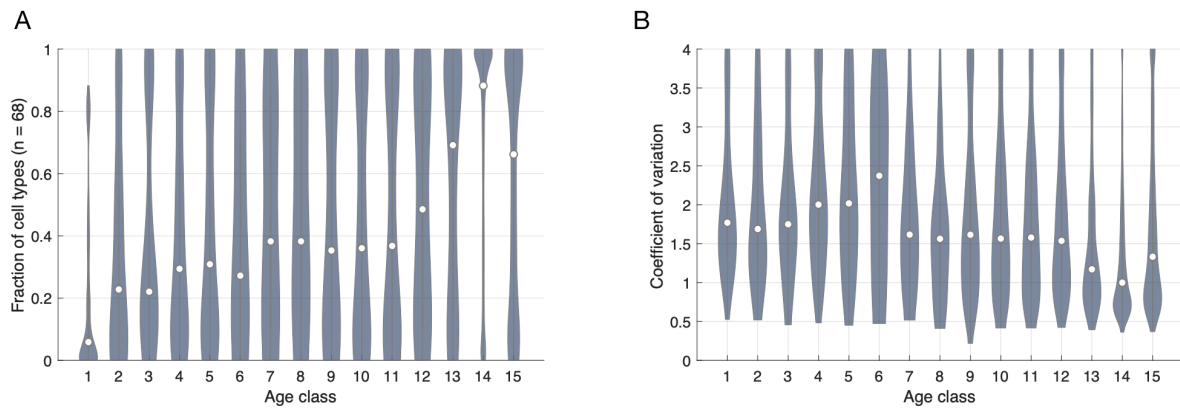 A
Fraction of cell types (n = 68)
1
0.8
0.6
0.4
0.2
0
1 2 3 4 5 6 7 8 9 10 11 12 13 14 15
Age class
B
Coefficient of variation
4
3.5
3
2.5
2
1.5
1
0.5
0
1 2 3 4 5 6 7 8 9 10 11 12 13 14 15
Age class